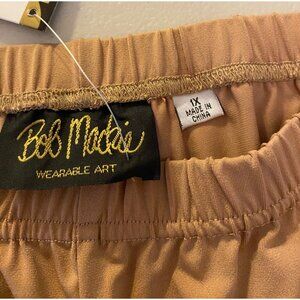 Bob Mackie
WEARABLE ART
1X
MADE IN
CHINA